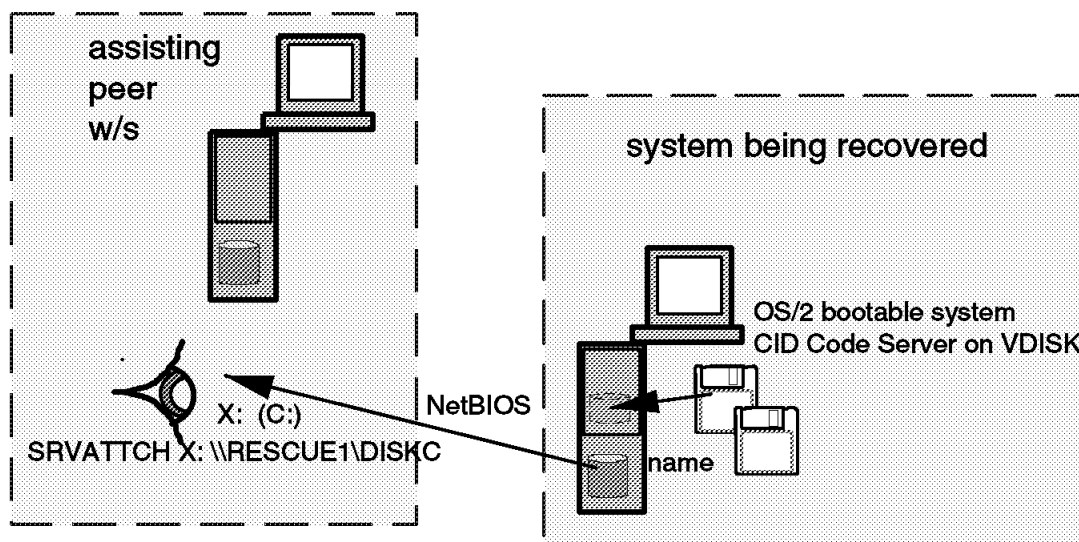 assisting
peer
w/s
system being recovered
OS/2 bootable system
CID Code Server on VDISK
NetBIOS
X: (C:)
SRVATTCH X: \\RESCUE1\DISKC
name